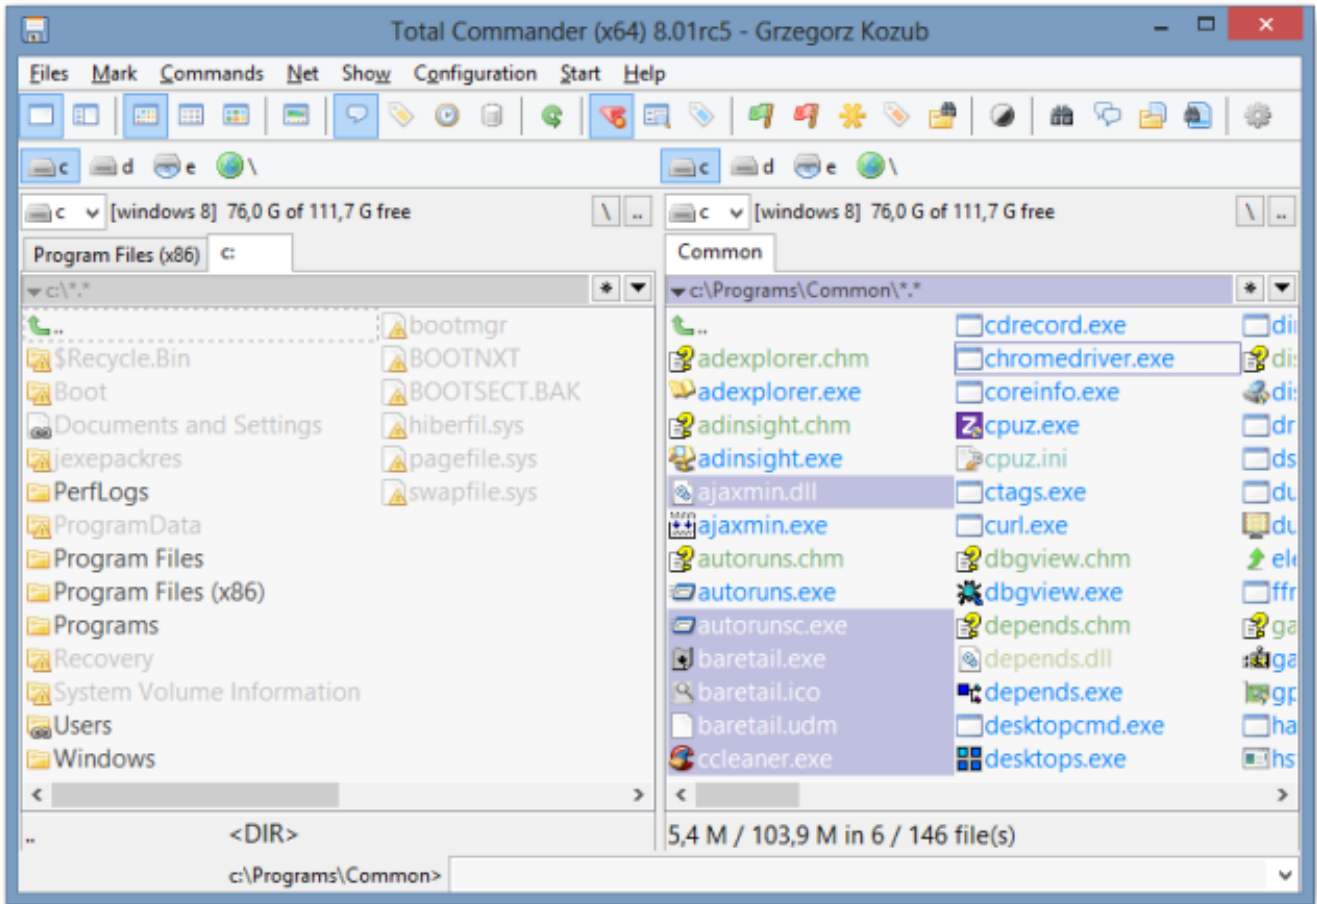 Total Commander (x64) 8.01rc5 - Grzegorz Kozub
Files Mark Commands Net Show Configuration Start Help
c d e \
c d e \
c [windows 8] 76,0 G of 111,7 G free \ ..
c [windows 8] 76,0 G of 111,7 G free \ ..
Program Files (x86) c:
Common
c:\*.* * 
c:\Programs\Common\*.* *
..
$Recycle.Bin
Boot
Documents and Settings
jexepackres
PerfLogs
ProgramData
Program Files
Program Files (x86)
Programs
Recovery
System Volume Information
Users
Windows
bootmgr
BOOTNXT
BOOTSECT.BAK
hiberfil.sys
pagefile.sys
swapfile.sys
..
adexplorer.chm
adexplorer.exe
adinsight.chm
adinsight.exe
ajaxmin.dll
ajaxmin.exe
autoruns.chm
autoruns.exe
autorunsc.exe
baretail.exe
baretail.ico
baretail.udm
ccleaner.exe
cdrecord.exe
chromedriver.exe
coreinfo.exe
cpuz.exe
cpuz.ini
ctags.exe
curl.exe
dbgview.chm
dbgview.exe
depends.chm
depends.dll
depends.exe
desktopcmd.exe
desktops.exe
.. <DIR>
5,4 M / 103,9 M in 6 / 146 file(s)
c:\Programs\Common>